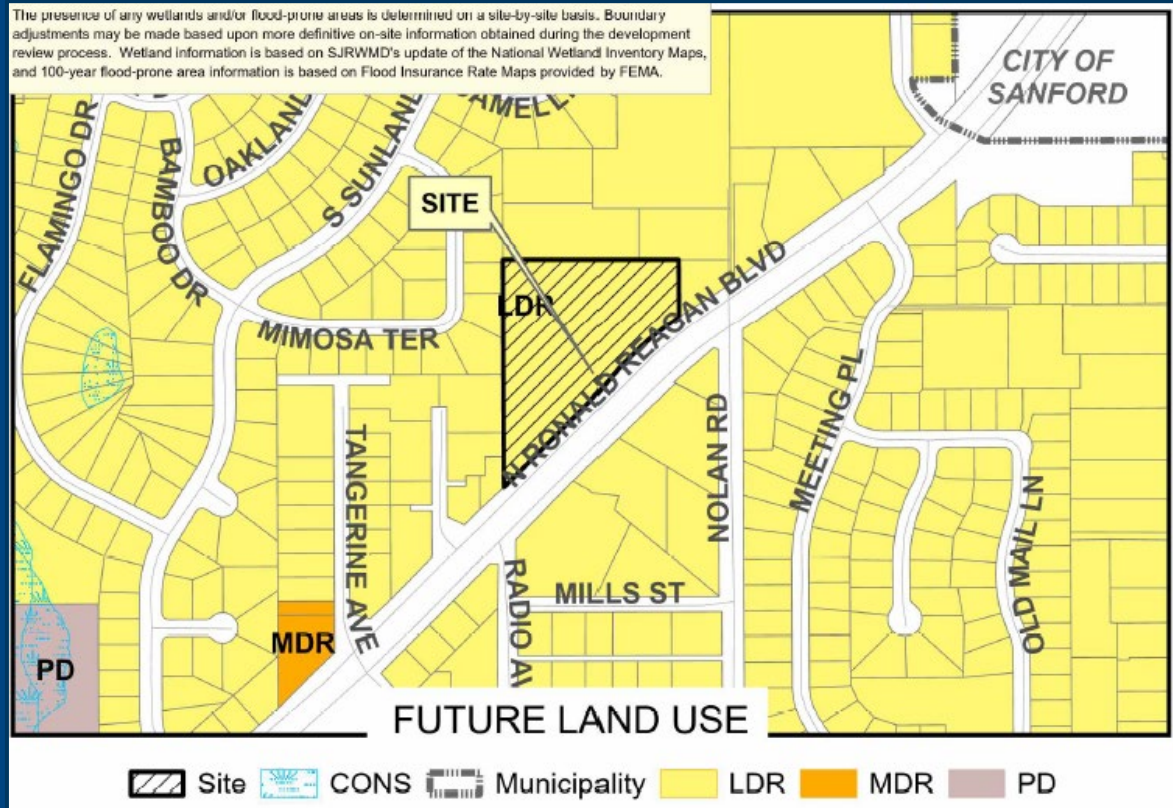 The presence of any wetlands and/or flood-prone areas is determined on a site-by-site basis. Boundary
adjustments may be made based upon more definitive on-site information obtained during the development
review process. Wetland information is based on SJRWMD's update of the National Wetland Inventory Maps,
and 100-year flood-prone area information is based on Flood Insurance Rate Maps provided by FEMA.
CITY OF
SANFORD
FLAMINGO DR
BAMBOO DR
OAKLAND
S SUNLAND
SITE
LDR
N RONALD REAGAN BLVD
MIMOSA TER
TANGERINE AVE
NOLAN RD
MEETING PL
OLD MAIL LN
RADIO AV
MILLS ST
MDR
PD
FUTURE LAND USE
Site CONS Municipality LDR MDR PD